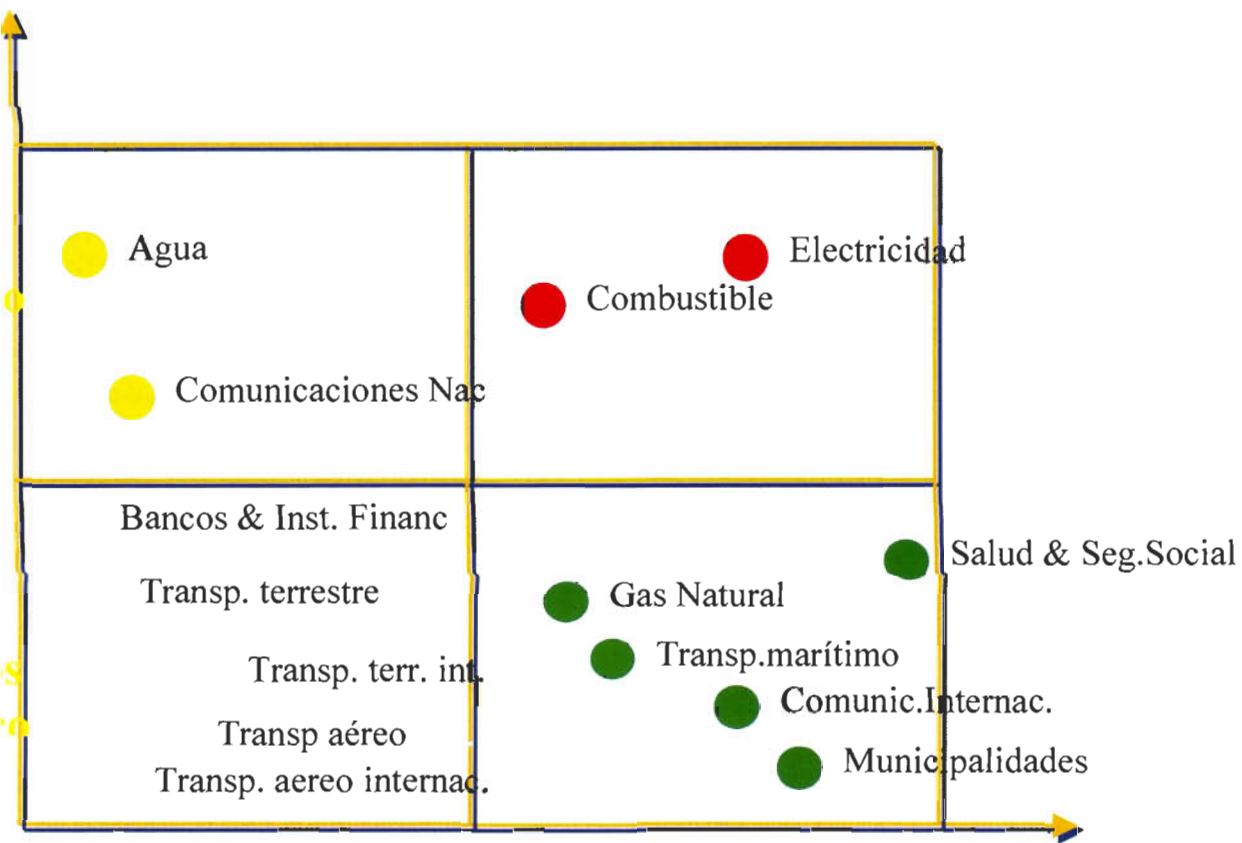 Agua
Electricidad
Combustible
Comunicaciones Nac
Bancos & Inst. Financ
Salud & Seg.Social
Transp. terrestre
Gas Natural
Transp. terr. int.
Transp.marítimo
Comunic.Internac.
Transp aéreo
Municipalidades
Transp. aereo internac.